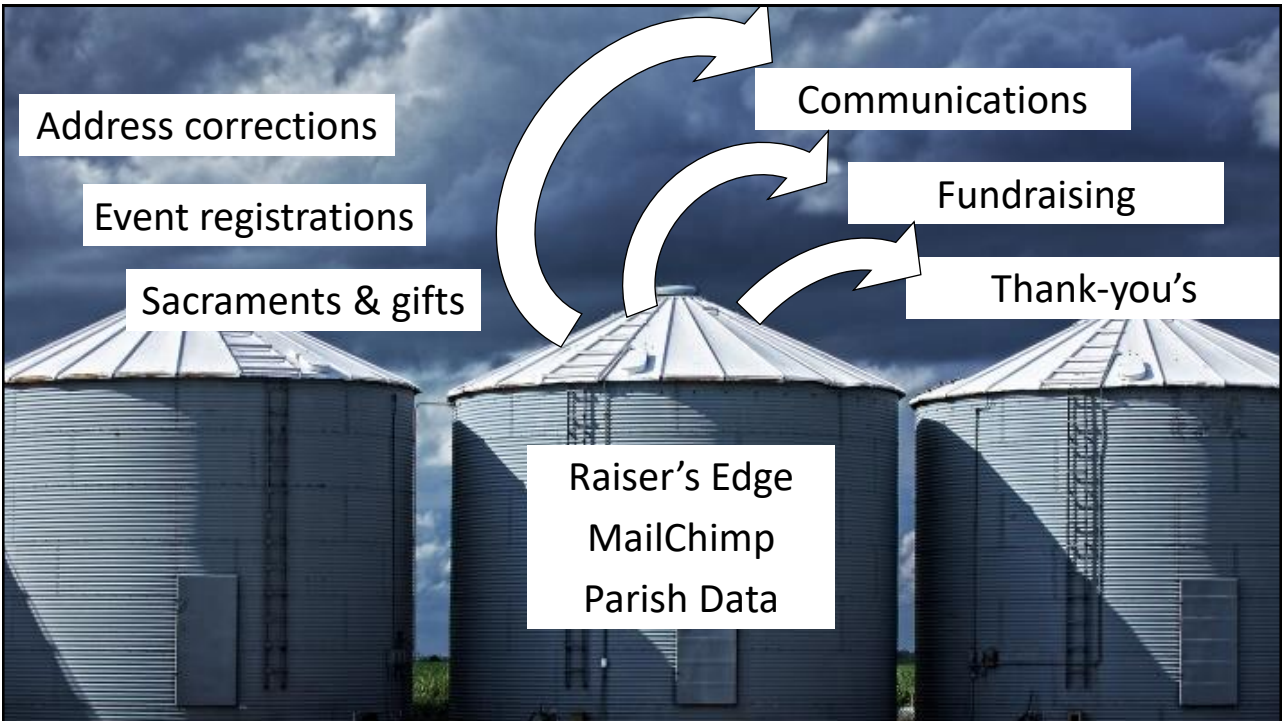 Address corrections
Event registrations
Sacraments & gifts
Communications
Fundraising
Thank-you’s
Raiser’s Edge
MailChimp
Parish Data